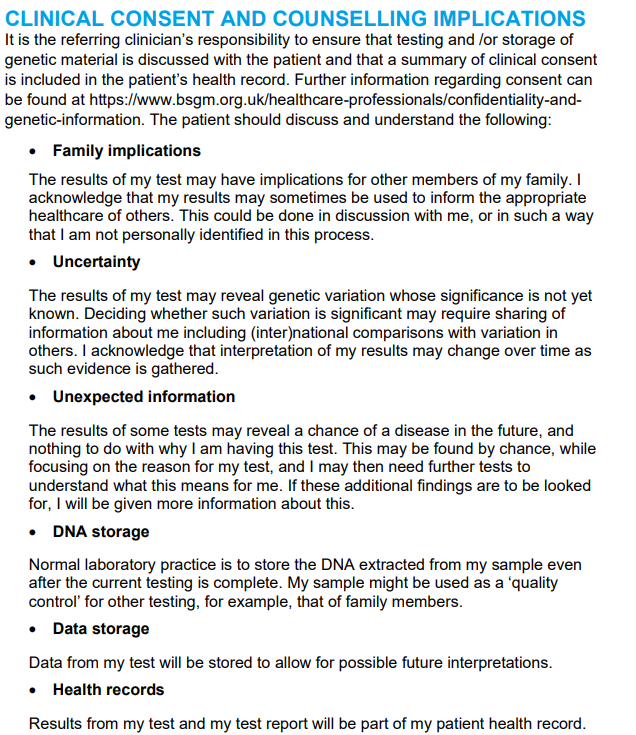 CLINICAL CONSENT AND COUNSELLING IMPLICATIONS
It is the referring clinician's responsibility to ensure that testing and /or storage of
genetic material is discussed with the patient and that a summary of clinical consent
is included in the patient's health record. Further information regarding consent can
be found at https://www.bsgm.org.uk/healthcare-professionals/confidentiality-and-
genetic-information. The patient should discuss and understand the following:
• Family implications
The results of my test may have implications for other members of my family. I
acknowledge that my results may sometimes be used to inform the appropriate
healthcare of others. This could be done in discussion with me, or in such a way
that I am not personally identified in this process.
• Uncertainty
The results of my test may reveal genetic variation whose significance is not yet
known. Deciding whether such variation is significant may require sharing of
information about me including (inter)national comparisons with variation in
others. I acknowledge that interpretation of my results may change over time as
such evidence is gathered.
• Unexpected information
The results of some tests may reveal a chance of a disease in the future, and
nothing to do with why I am having this test. This may be found by chance, while
focusing on the reason for my test, and I may then need further tests to
understand what this means for me. If these additional findings are to be looked
for, I will be given more information about this.
• DNA storage
Normal laboratory practice is to store the DNA extracted from my sample even
after the current testing is complete. My sample might be used as a ‘quality
control’ for other testing, for example, that of family members.
• Data storage
Data from my test will be stored to allow for possible future interpretations.
• Health records
Results from my test and my test report will be part of my patient health record.